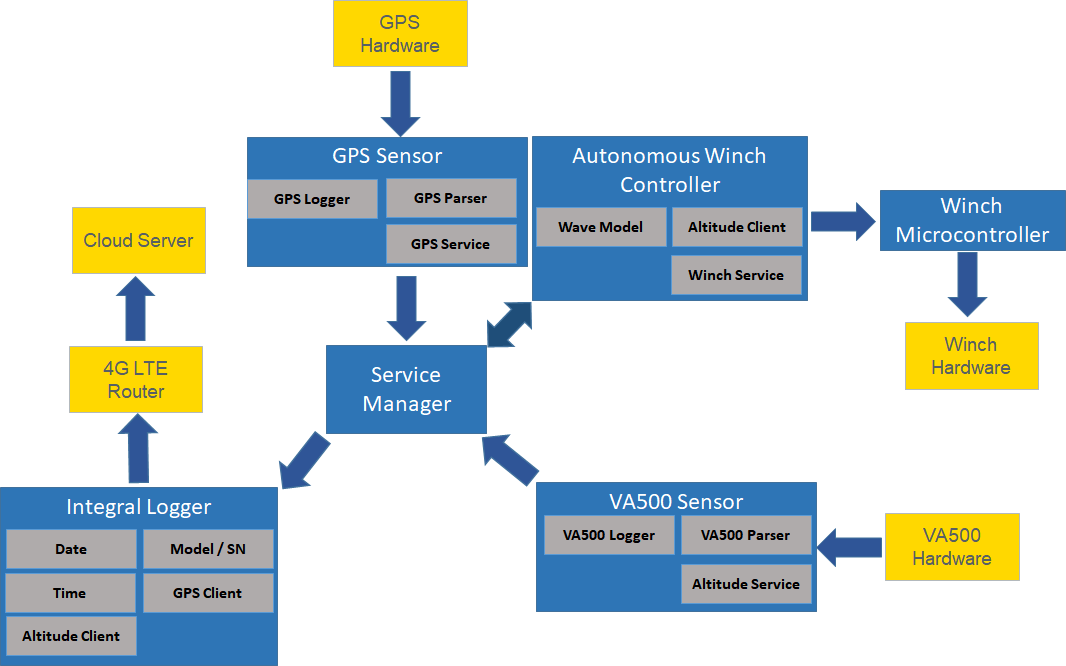 GPS
Hardware
GPS Sensor
GPS Logger
GPS Parser
GPS Service
Autonomous Winch
Controller
Wave Model
Altitude Client
Winch Service
Winch
Microcontroller
Winch
Hardware
Cloud Server
4G LTE
Router
Service
Manager
Integral Logger
Date
Model / SN
Time
GPS Client
Altitude Client
VA500 Sensor
VA500 Logger
VA500 Parser
Altitude Service
VA500
Hardware